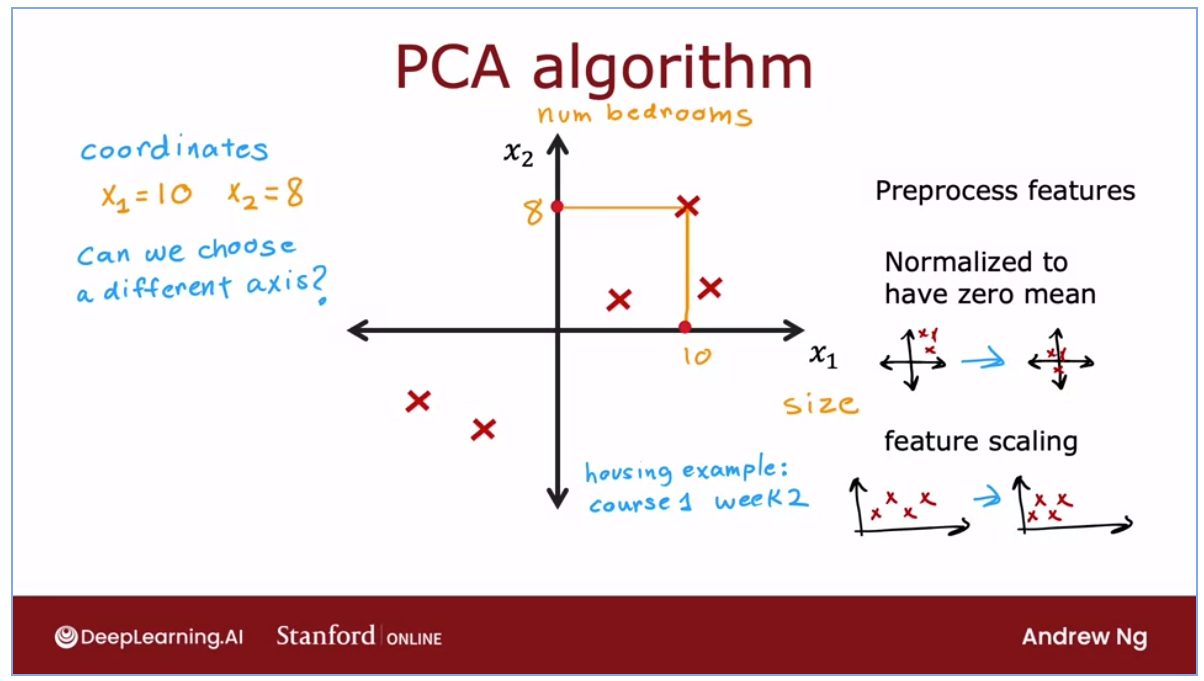 PCA algorithm
num bedrooms
coordinates
x₁ = 10 x₂ = 8
Can we choose
a different axis?
x₂
8
10
x₁
size
housing example:
course 1 week 2
Preprocess features
Normalized to
have zero mean
feature scaling
DeepLearning.AI Stanford ONLINE Andrew Ng